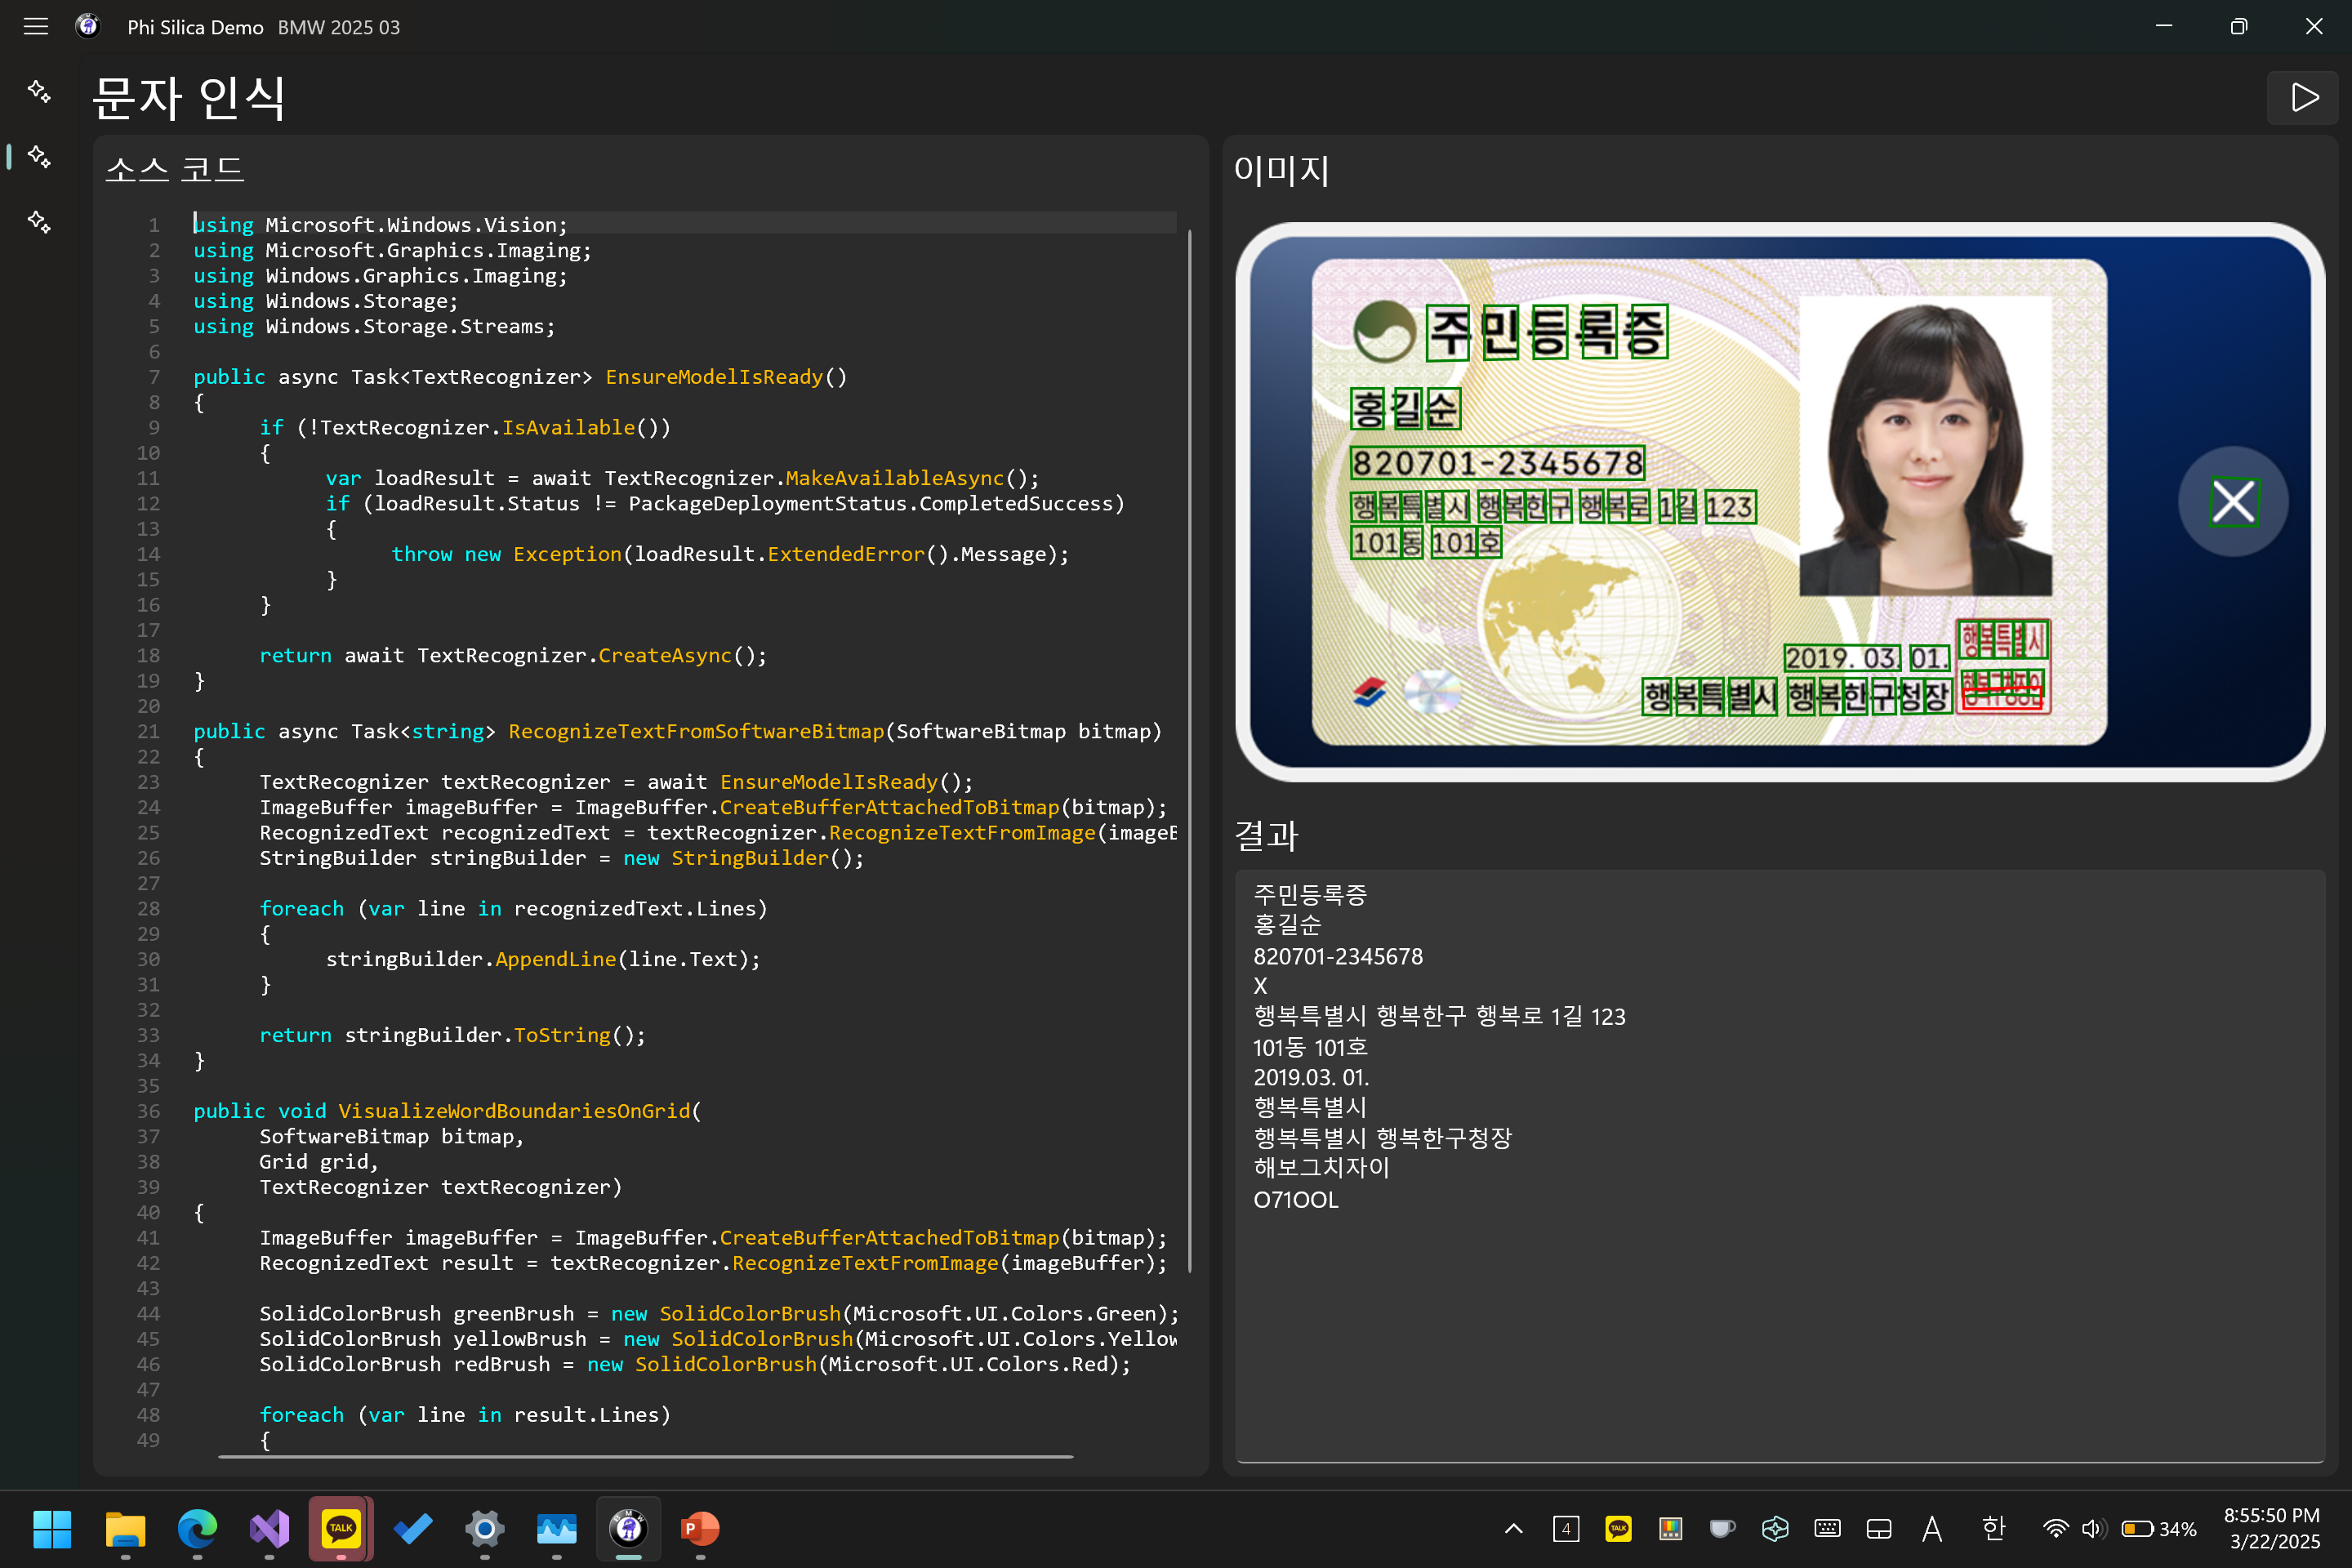 Phi Silica Demo BMW 2025 03
문자 인식
소스 코드
1 using Microsoft.Windows.Vision;
2 using Microsoft.Graphics.Imaging;
3 using Windows.Graphics.Imaging;
4 using Windows.Storage;
5 using Windows.Storage.Streams;
6
7 public async Task<TextRecognizer> EnsureModelIsReady()
8 {
9 if (!TextRecognizer.IsAvailable())
10 {
11 var loadResult = await TextRecognizer.MakeAvailableAsync();
12 if (loadResult.Status != PackageDeploymentStatus.CompletedSuccess)
13 {
14 throw new Exception(loadResult.ExtendedError().Message);
15 }
16 }
17
18 return await TextRecognizer.CreateAsync();
19 }
20
21 public async Task<string> RecognizeTextFromSoftwareBitmap(SoftwareBitmap bitmap)
22 {
23 TextRecognizer textRecognizer = await EnsureModelIsReady();
24 ImageBuffer imageBuffer = ImageBuffer.CreateBufferAttachedToBitmap(bitmap);
25 RecognizedText recognizedText = textRecognizer.RecognizeTextFromImage(imageB
26 StringBuilder stringBuilder = new StringBuilder();
27
28 foreach (var line in recognizedText.Lines)
29 {
30 stringBuilder.AppendLine(line.Text);
31 }
32
33 return stringBuilder.ToString();
34 }
35
36 public void VisualizeWordBoundariesOnGrid(
37 SoftwareBitmap bitmap,
38 Grid grid,
39 TextRecognizer textRecognizer)
40 {
41 ImageBuffer imageBuffer = ImageBuffer.CreateBufferAttachedToBitmap(bitmap);
42 RecognizedText result = textRecognizer.RecognizeTextFromImage(imageBuffer);
43
44 SolidColorBrush greenBrush = new SolidColorBrush(Microsoft.UI.Colors.Green);
45 SolidColorBrush yellowBrush = new SolidColorBrush(Microsoft.UI.Colors.Yellow
46 SolidColorBrush redBrush = new SolidColorBrush(Microsoft.UI.Colors.Red);
47
48 foreach (var line in result.Lines)
49 {
이미지
주민등록증
홍길순
820701-2345678
행복특별시 행복한구 행복로 1길 123
101동 101호
2019. 03. 01.
행복특별시
행복특별시 행복한구청장
결과
주민등록증
홍길순
820701-2345678
X
행복특별시 행복한구 행복로 1길 123
101동 101호
2019.03. 01.
행복특별시
행복특별시 행복한구청장
해보그치자이
O71OOL
TALK
P
4
TALK
A
한
34%
8:55:50 PM
3/22/2025